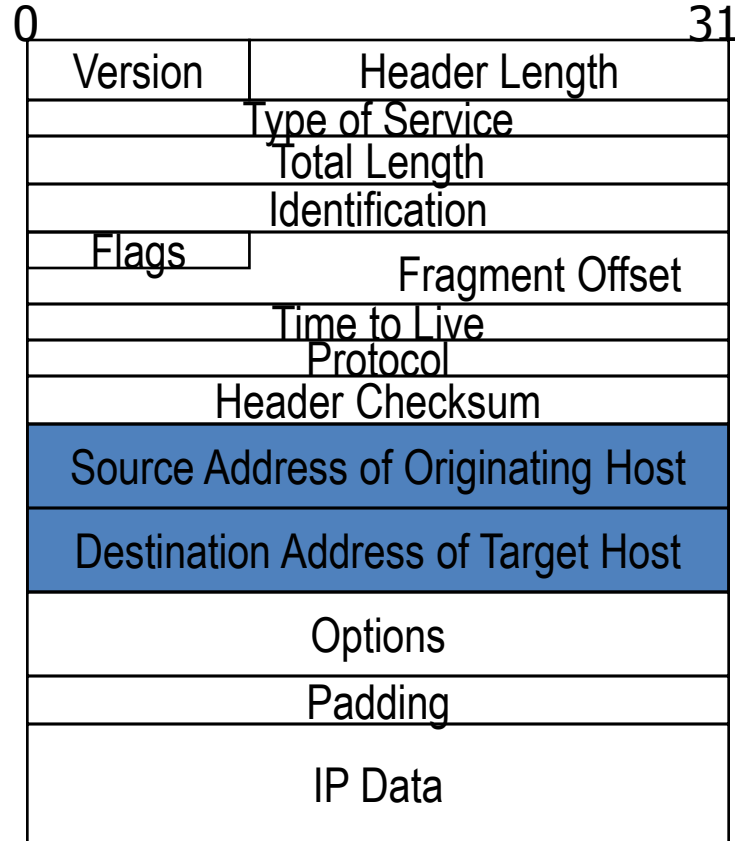 0 31
Version Header Length
Type of Service
Total Length
Identification
Flags
Fragment Offset
Time to Live
Protocol
Header Checksum
Source Address of Originating Host
Destination Address of Target Host
Options
Padding
IP Data